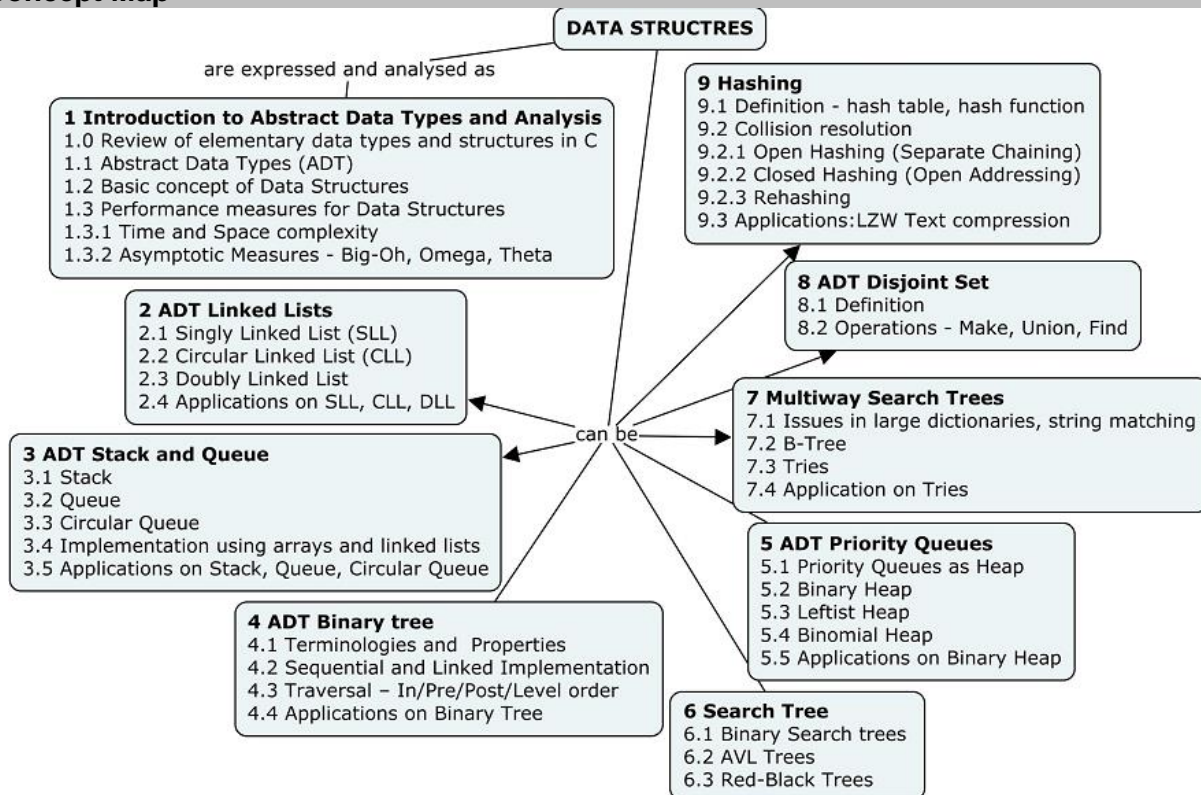 DATA STRUCTRES
are expressed and analysed as
1 Introduction to Abstract Data Types and Analysis
1.0 Review of elementary data types and structures in C
1.1 Abstract Data Types (ADT)
1.2 Basic concept of Data Structures
1.3 Performance measures for Data Structures
1.3.1 Time and Space complexity
1.3.2 Asymptotic Measures - Big-Oh, Omega, Theta
2 ADT Linked Lists
2.1 Singly Linked List (SLL)
2.2 Circular Linked List (CLL)
2.3 Doubly Linked List
2.4 Applications on SLL, CLL, DLL
3 ADT Stack and Queue
3.1 Stack
3.2 Queue
3.3 Circular Queue
3.4 Implementation using arrays and linked lists
3.5 Applications on Stack, Queue, Circular Queue
4 ADT Binary tree
4.1 Terminologies and Properties
4.2 Sequential and Linked Implementation
4.3 Traversal – In/Pre/Post/Level order
4.4 Applications on Binary Tree
can be
9 Hashing
9.1 Definition - hash table, hash function
9.2 Collision resolution
9.2.1 Open Hashing (Separate Chaining)
9.2.2 Closed Hashing (Open Addressing)
9.2.3 Rehashing
9.3 Applications:LZW Text compression
8 ADT Disjoint Set
8.1 Definition
8.2 Operations - Make, Union, Find
7 Multiway Search Trees
7.1 Issues in large dictionaries, string matching
7.2 B-Tree
7.3 Tries
7.4 Application on Tries
5 ADT Priority Queues
5.1 Priority Queues as Heap
5.2 Binary Heap
5.3 Leftist Heap
5.4 Binomial Heap
5.5 Applications on Binary Heap
6 Search Tree
6.1 Binary Search trees
6.2 AVL Trees
6.3 Red-Black Trees